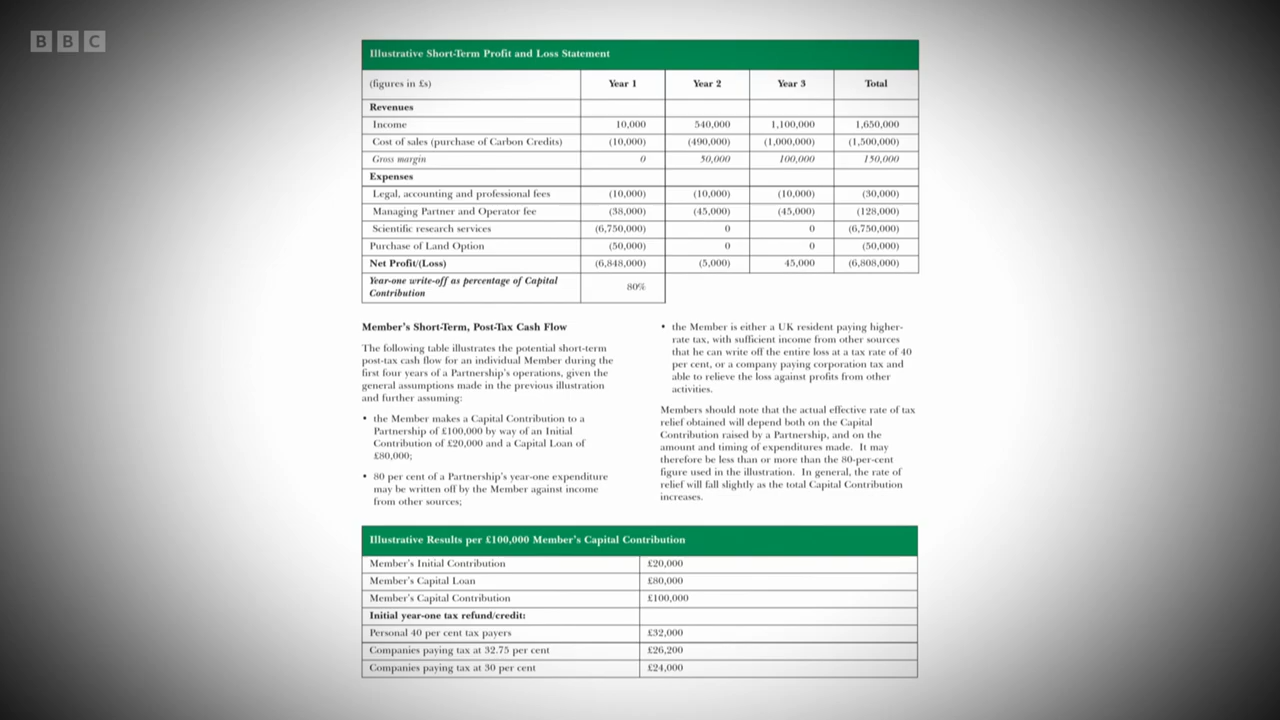 BBC
Illustrative Short-Term Profit and Loss Statement
(figures in £s) Year 1 Year 2 Year 3 Total
Revenues
Income 10,000 540,000 1,100,000 1,650,000
Cost of sales (purchase of Carbon Credits) (10,000) (490,000) (1,000,000) (1,500,000)
Gross margin 0 50,000 100,000 150,000
Expenses
Legal, accounting and professional fees (10,000) (10,000) (10,000) (30,000)
Managing Partner and Operator fee (38,000) (45,000) (45,000) (128,000)
Scientific research services (6,750,000) 0 0 (6,750,000)
Purchase of Land Option (50,000) 0 0 (50,000)
Net Profit/(Loss) (6,848,000) (5,000) 45,000 (6,808,000)
Year-one write-off as percentage of Capital
Contribution 80%
Member's Short-Term, Post-Tax Cash Flow
The following table illustrates the potential short-term
post-tax cash flow for an individual Member during the
first four years of a Partnership's operations, given the
general assumptions made in the previous illustration
and further assuming:
• the Member makes a Capital Contribution to a
Partnership of £100,000 by way of an Initial
Contribution of £20,000 and a Capital Loan of
£80,000;
• 80 per cent of a Partnership's year-one expenditure
may be written off by the Member against income
from other sources;
• the Member is either a UK resident paying higher-
rate tax, with sufficient income from other sources
that he can write off the entire loss at a tax rate of 40
per cent, or a company paying corporation tax and
able to relieve the loss against profits from other
activities.
Members should note that the actual effective rate of tax
relief obtained will depend both on the Capital
Contribution raised by a Partnership, and on the
amount and timing of expenditures made. It may
therefore be less than or more than the 80-per-cent
figure used in the illustration. In general, the rate of
relief will fall slightly as the total Capital Contribution
increases.
Illustrative Results per £100,000 Member's Capital Contribution
Member's Initial Contribution £20,000
Member's Capital Loan £80,000
Member's Capital Contribution £100,000
Initial year-one tax refund/credit:
Personal 40 per cent tax payers £32,000
Companies paying tax at 32.75 per cent £26,200
Companies paying tax at 30 per cent £24,000